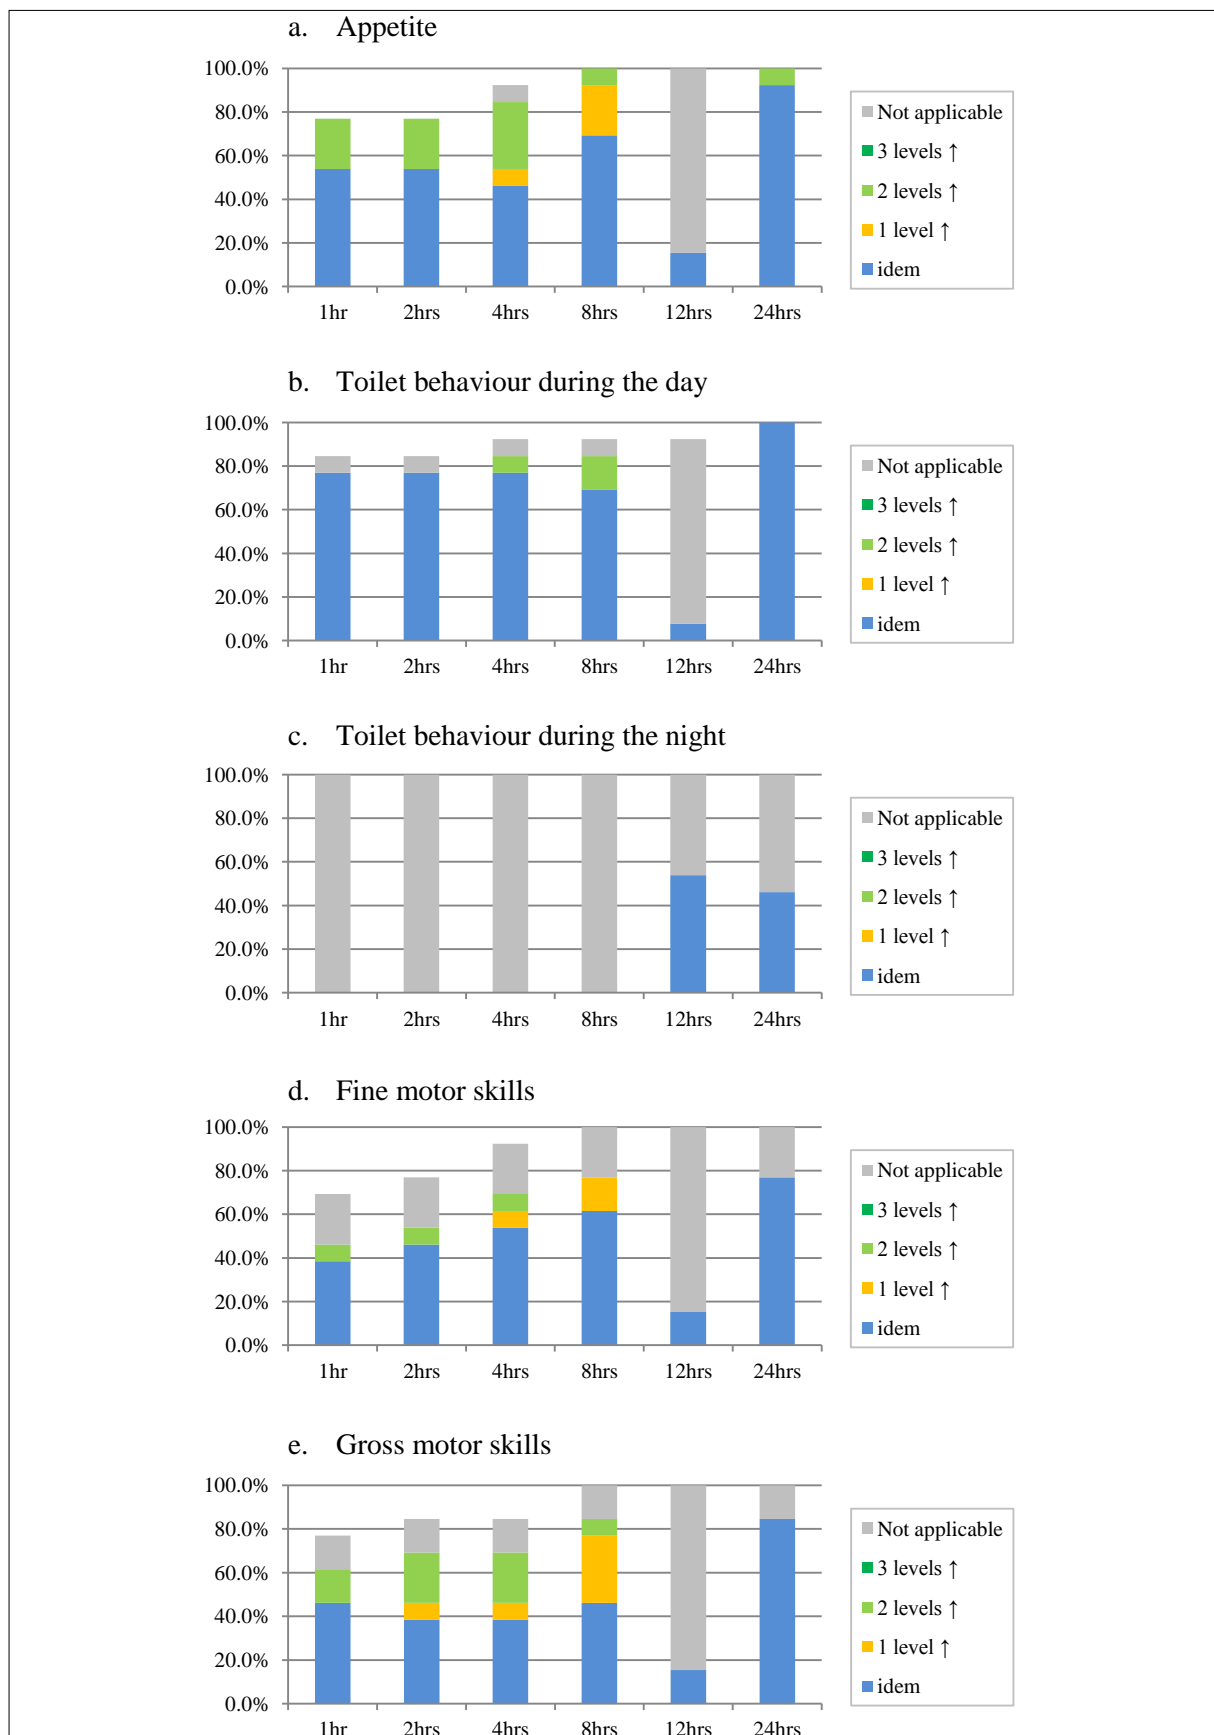 a. Appetite
100.0%
80.0%
60.0%
40.0%
20.0%
0.0%
1hr 2hrs 4hrs 8hrs 12hrs 24hrs
Not applicable
3 levels ↑
2 levels ↑
1 level ↑
idem
b. Toilet behaviour during the day
100.0%
80.0%
60.0%
40.0%
20.0%
0.0%
1hr 2hrs 4hrs 8hrs 12hrs 24hrs
Not applicable
3 levels ↑
2 levels ↑
1 level ↑
idem
c. Toilet behaviour during the night
100.0%
80.0%
60.0%
40.0%
20.0%
0.0%
1hr 2hrs 4hrs 8hrs 12hrs 24hrs
Not applicable
3 levels ↑
2 levels ↑
1 level ↑
idem
d. Fine motor skills
100.0%
80.0%
60.0%
40.0%
20.0%
0.0%
1hr 2hrs 4hrs 8hrs 12hrs 24hrs
Not applicable
3 levels ↑
2 levels ↑
1 level ↑
idem
e. Gross motor skills
100.0%
80.0%
60.0%
40.0%
20.0%
0.0%
1hr 2hrs 4hrs 8hrs 12hrs 24hrs
Not applicable
3 levels ↑
2 levels ↑
1 level ↑
idem